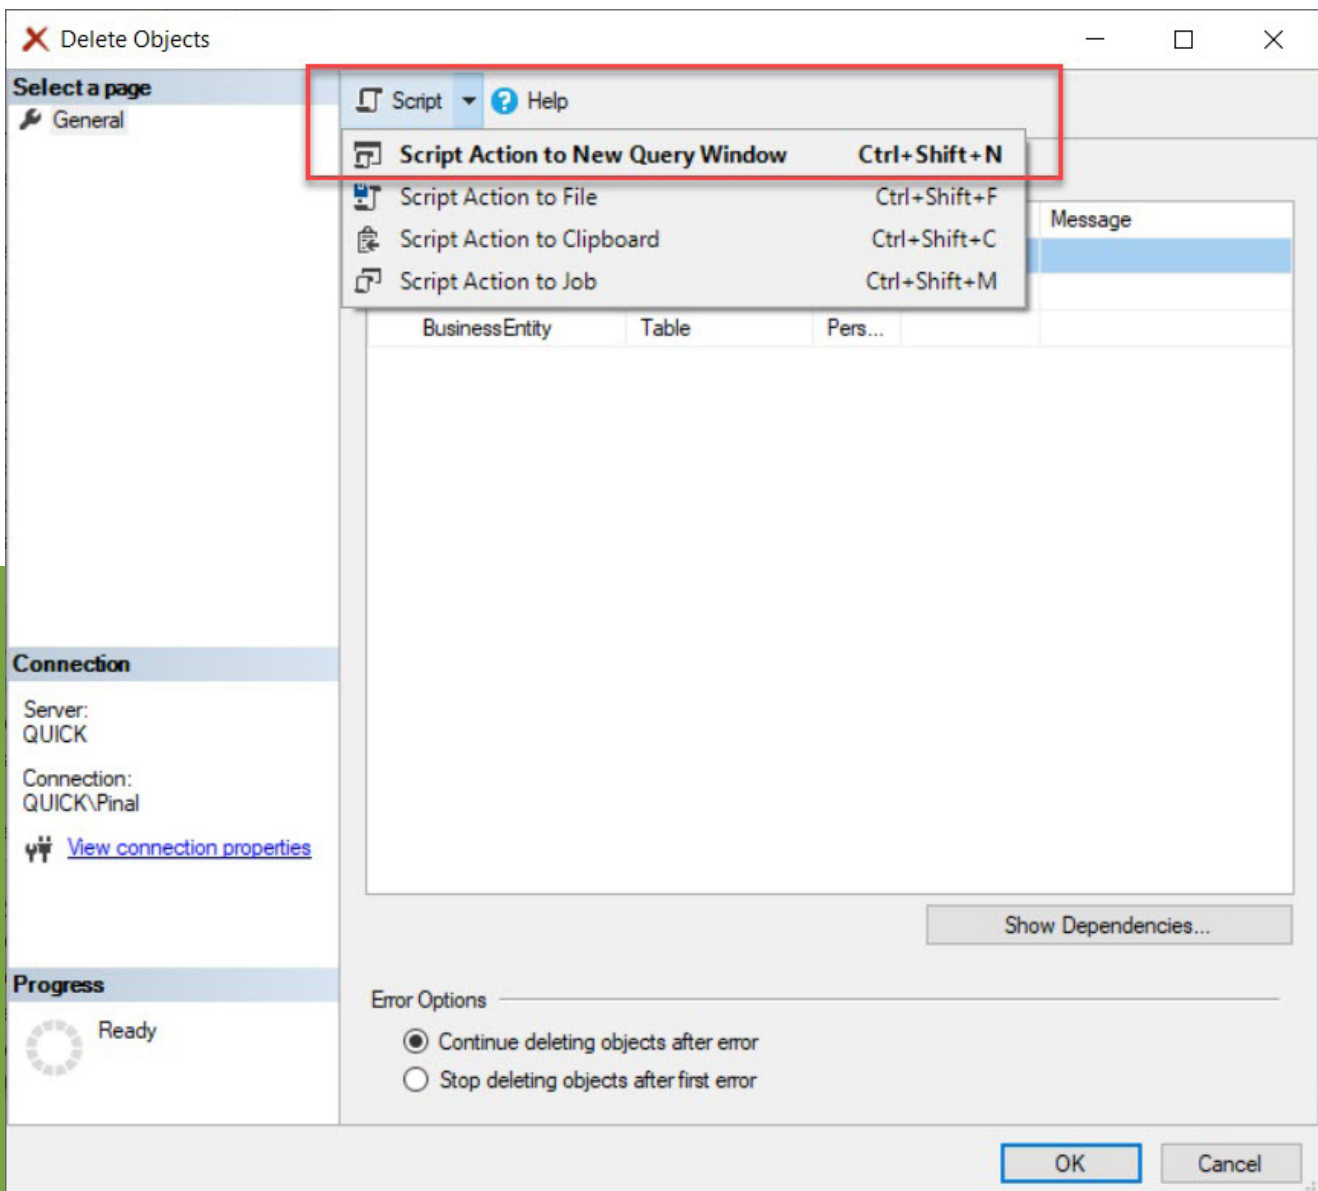 Delete Objects
Select a page
General
Script
Help
Script Action to New Query Window Ctrl+Shift+N
Script Action to File Ctrl+Shift+F
Script Action to Clipboard Ctrl+Shift+C
Script Action to Job Ctrl+Shift+M
Message
BusinessEntity Table Pers...
Connection
Server:
QUICK
Connection:
QUICK\Pinal
View connection properties
Show Dependencies...
Progress
Ready
Error Options
Continue deleting objects after error
Stop deleting objects after first error
OK Cancel